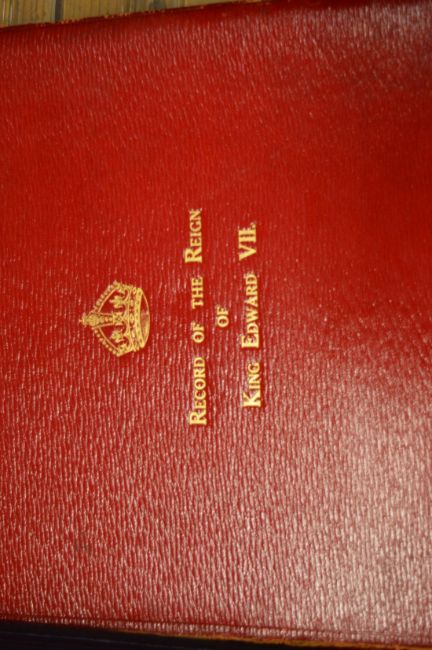 RECORD OF THE REIGN
OF
KING EDWARD VII.